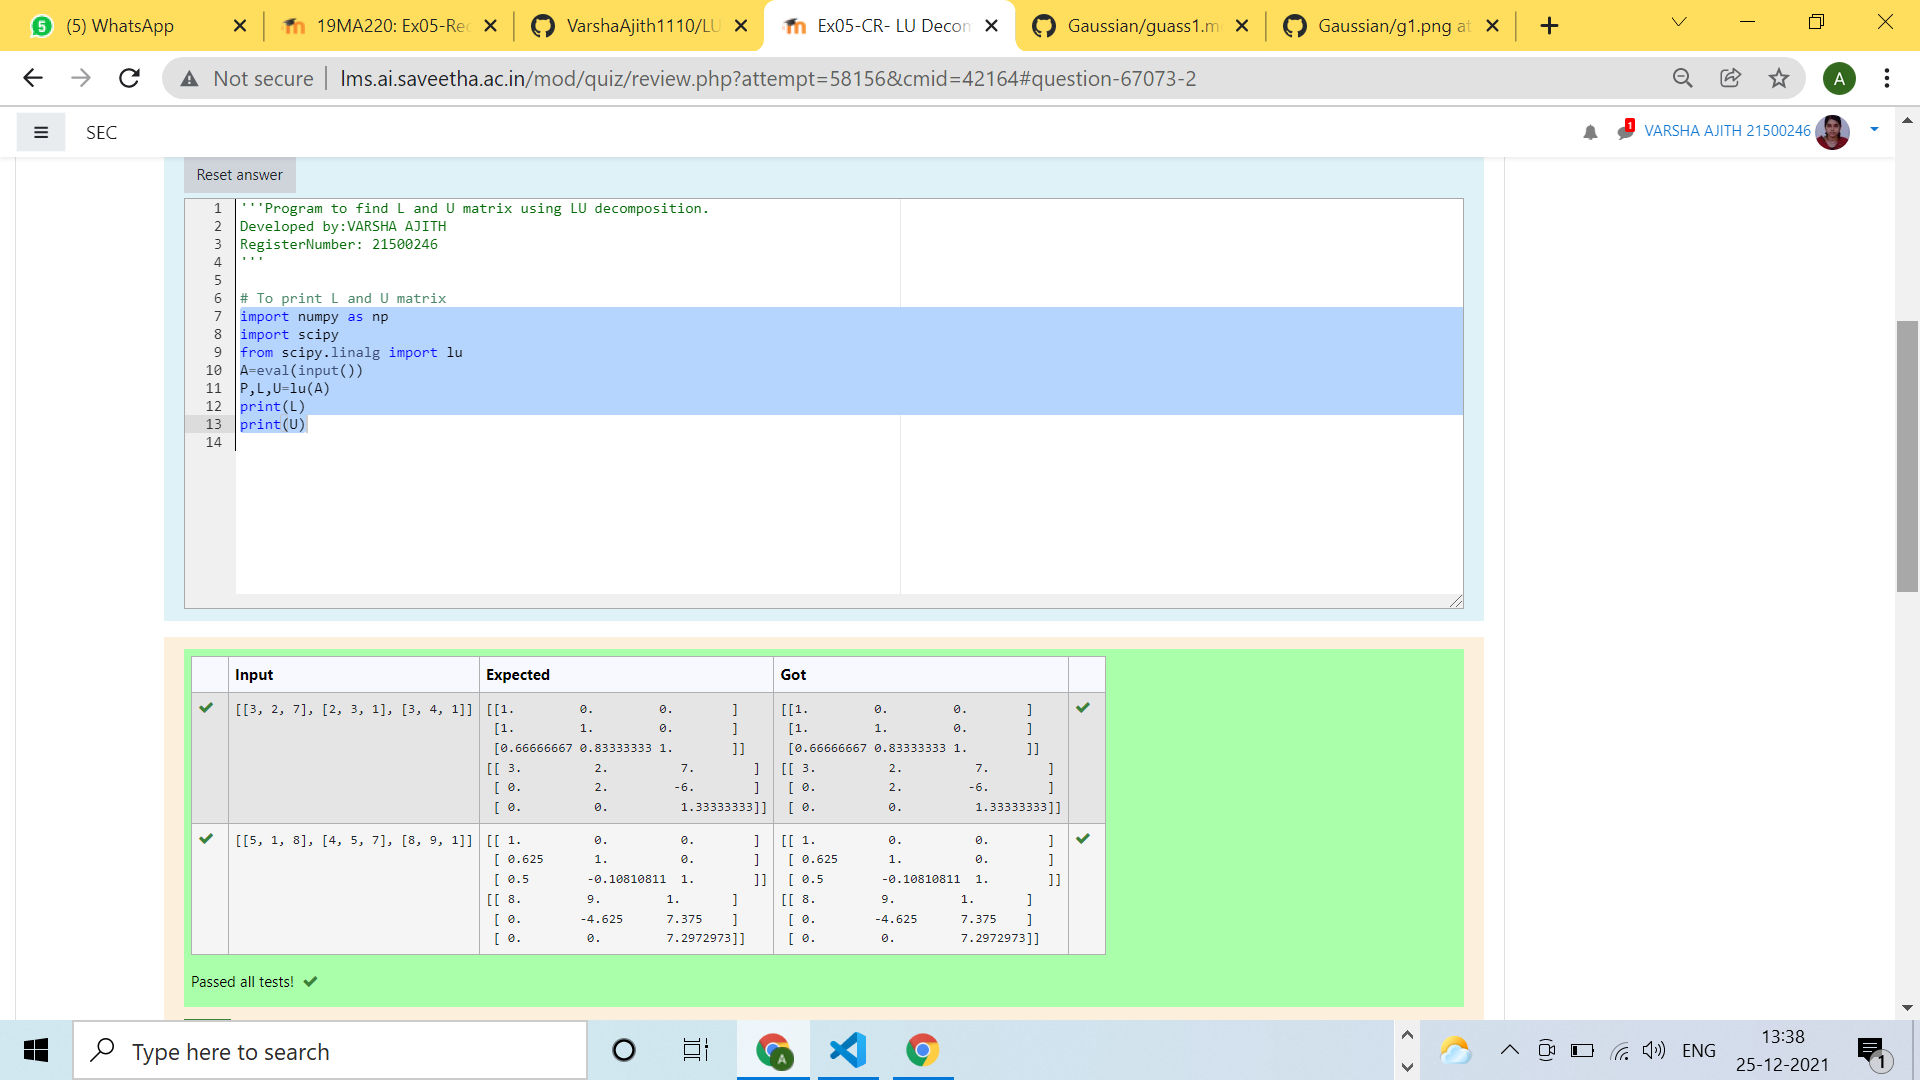 (5) WhatsApp
19MA220: Ex05-Rec
VarshaAjith1110/LU
Ex05-CR- LU Decom
Gaussian/guass1.m
Gaussian/g1.png at
Not secure | lms.ai.saveetha.ac.in/mod/quiz/review.php?attempt=58156&cmid=42164#question-67073-2
A
SEC
1
VARSHA AJITH 21500246
Reset answer
1 '''Program to find L and U matrix using LU decomposition.
2 Developed by:VARSHA AJITH
3 RegisterNumber: 21500246
4 '''
5
6 # To print L and U matrix
7 import numpy as np
8 import scipy
9 from scipy.linalg import lu
10 A=eval(input())
11 P,L,U=lu(A)
12 print(L)
13 print(U)
14
Input Expected Got
[[3, 2, 7], [2, 3, 1], [3, 4, 1]] [[1. 0. 0. ] [[1. 0. 0. ]
[1. 1. 0. ] [1. 1. 0. ]
[0.66666667 0.83333333 1. ]] [0.66666667 0.83333333 1. ]]
[[ 3. 2. 7. ] [[ 3. 2. 7. ]
[ 0. 2. -6. ] [ 0. 2. -6. ]
[ 0. 0. 1.33333333]] [ 0. 0. 1.33333333]]
[[5, 1, 8], [4, 5, 7], [8, 9, 1]] [[ 1. 0. 0. ] [[ 1. 0. 0. ]
[ 0.625 1. 0. ] [ 0.625 1. 0. ]
[ 0.5 -0.10810811 1. ]] [ 0.5 -0.10810811 1. ]]
[[ 8. 9. 1. ] [[ 8. 9. 1. ]
[ 0. -4.625 7.375 ] [ 0. -4.625 7.375 ]
[ 0. 0. 7.2972973]] [ 0. 0. 7.2972973]]
Passed all tests!
Type here to search
A
ENG
13:38
25-12-2021
1